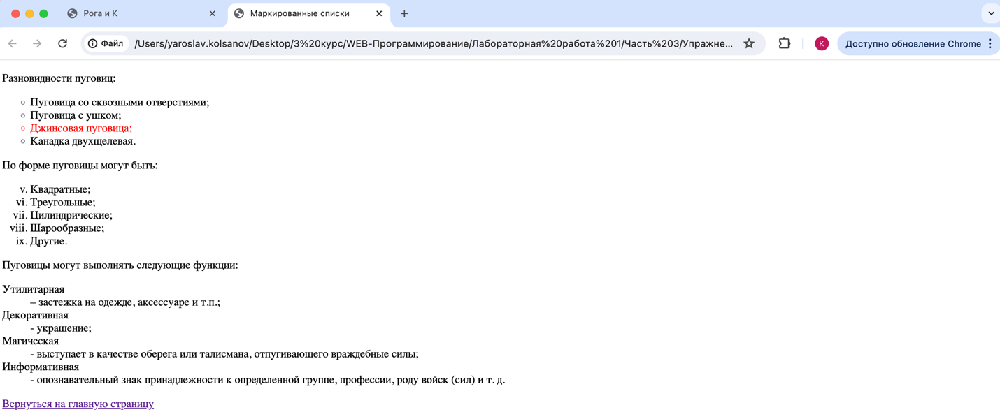 Рога и К
Маркированные списки
Файл
/Users/yaroslav.kolsanov/Desktop/3%20курс/WEB-Программирование/Лабораторная%20работа%201/Часть%203/Упражне...
К
Доступно обновление Chrome
Разновидности пуговиц:
Пуговица со сквозными отверстиями;
Пуговица с ушком;
Джинсовая пуговица;
Канадка двухщелевая.
По форме пуговицы могут быть:
v. Квадратные;
vi. Треугольные;
vii. Цилиндрические;
viii. Шарообразные;
ix. Другие.
Пуговицы могут выполнять следующие функции:
Утилитарная
– застежка на одежде, аксессуаре и т.п.;
Декоративная
- украшение;
Магическая
- выступает в качестве оберега или талисмана, отпугивающего враждебные силы;
Информативная
- опознавательный знак принадлежности к определенной группе, профессии, роду войск (сил) и т. д.
Вернуться на главную страницу